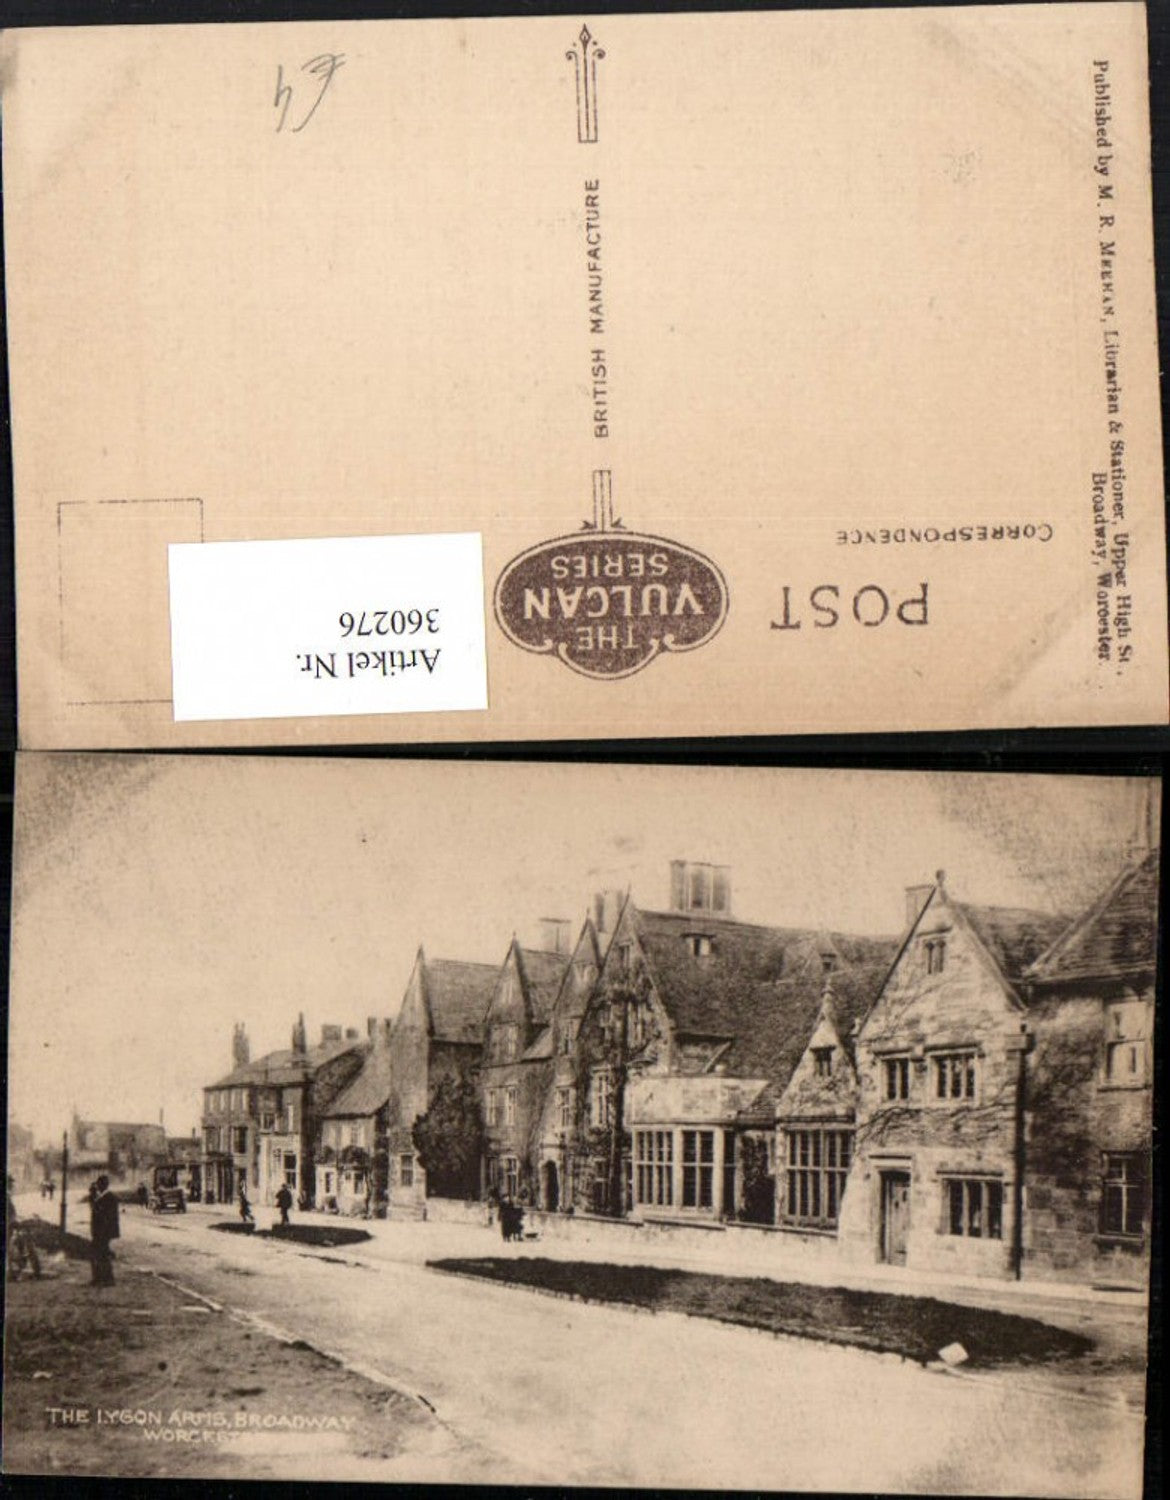 €4
BRITISH MANUFACTURE
Published by M. R. MEEHAN, Librarian & Stationer, Upper High St.,
Broadway, Worcester.
CORRESPONDENCE
POST
THE
VULCAN
SERIES
Artikel Nr.
360276
THE LYGON ARMS, BROADWAY